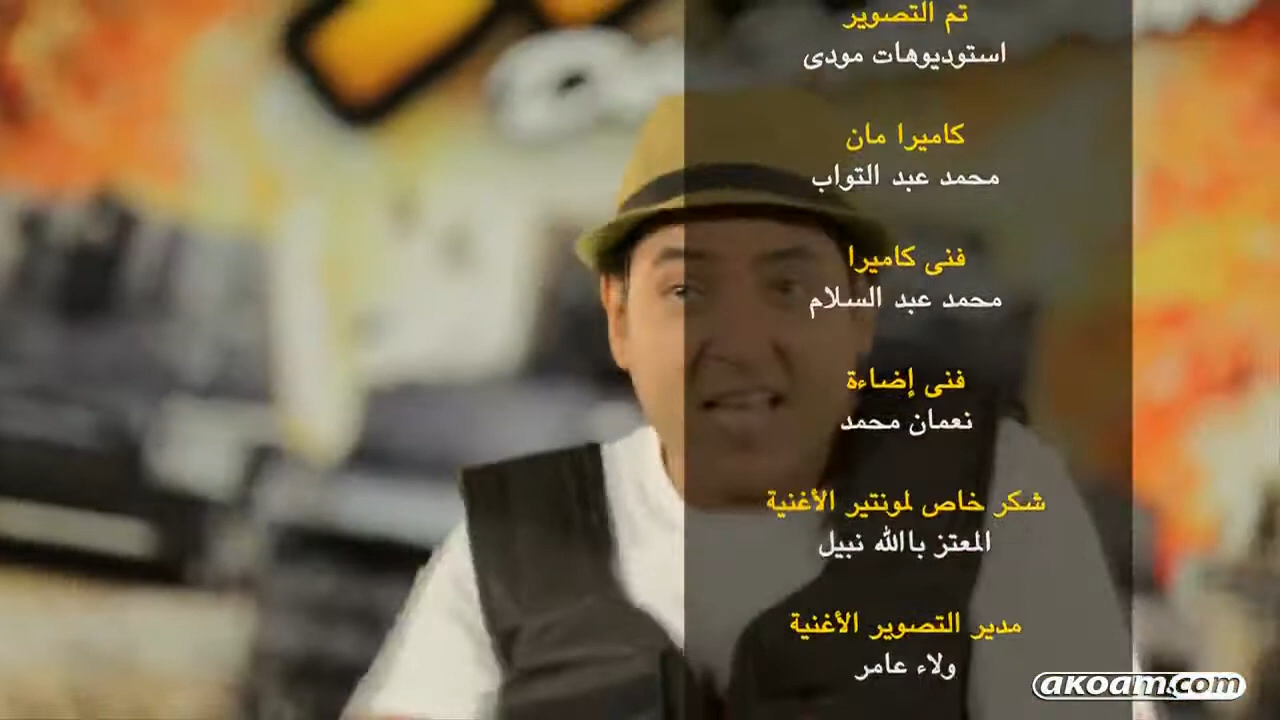 تم التصوير
استوديوهات مودى
كاميرا مان
محمد عبد التواب
فنى كاميرا
محمد عبد السلام
فنى إضاءة
نعمان محمد
شكر خاص لمونتير الأغنية
المعتز باالله نبيل
مدير التصوير الأغنية
ولاء عامر
akoam.com